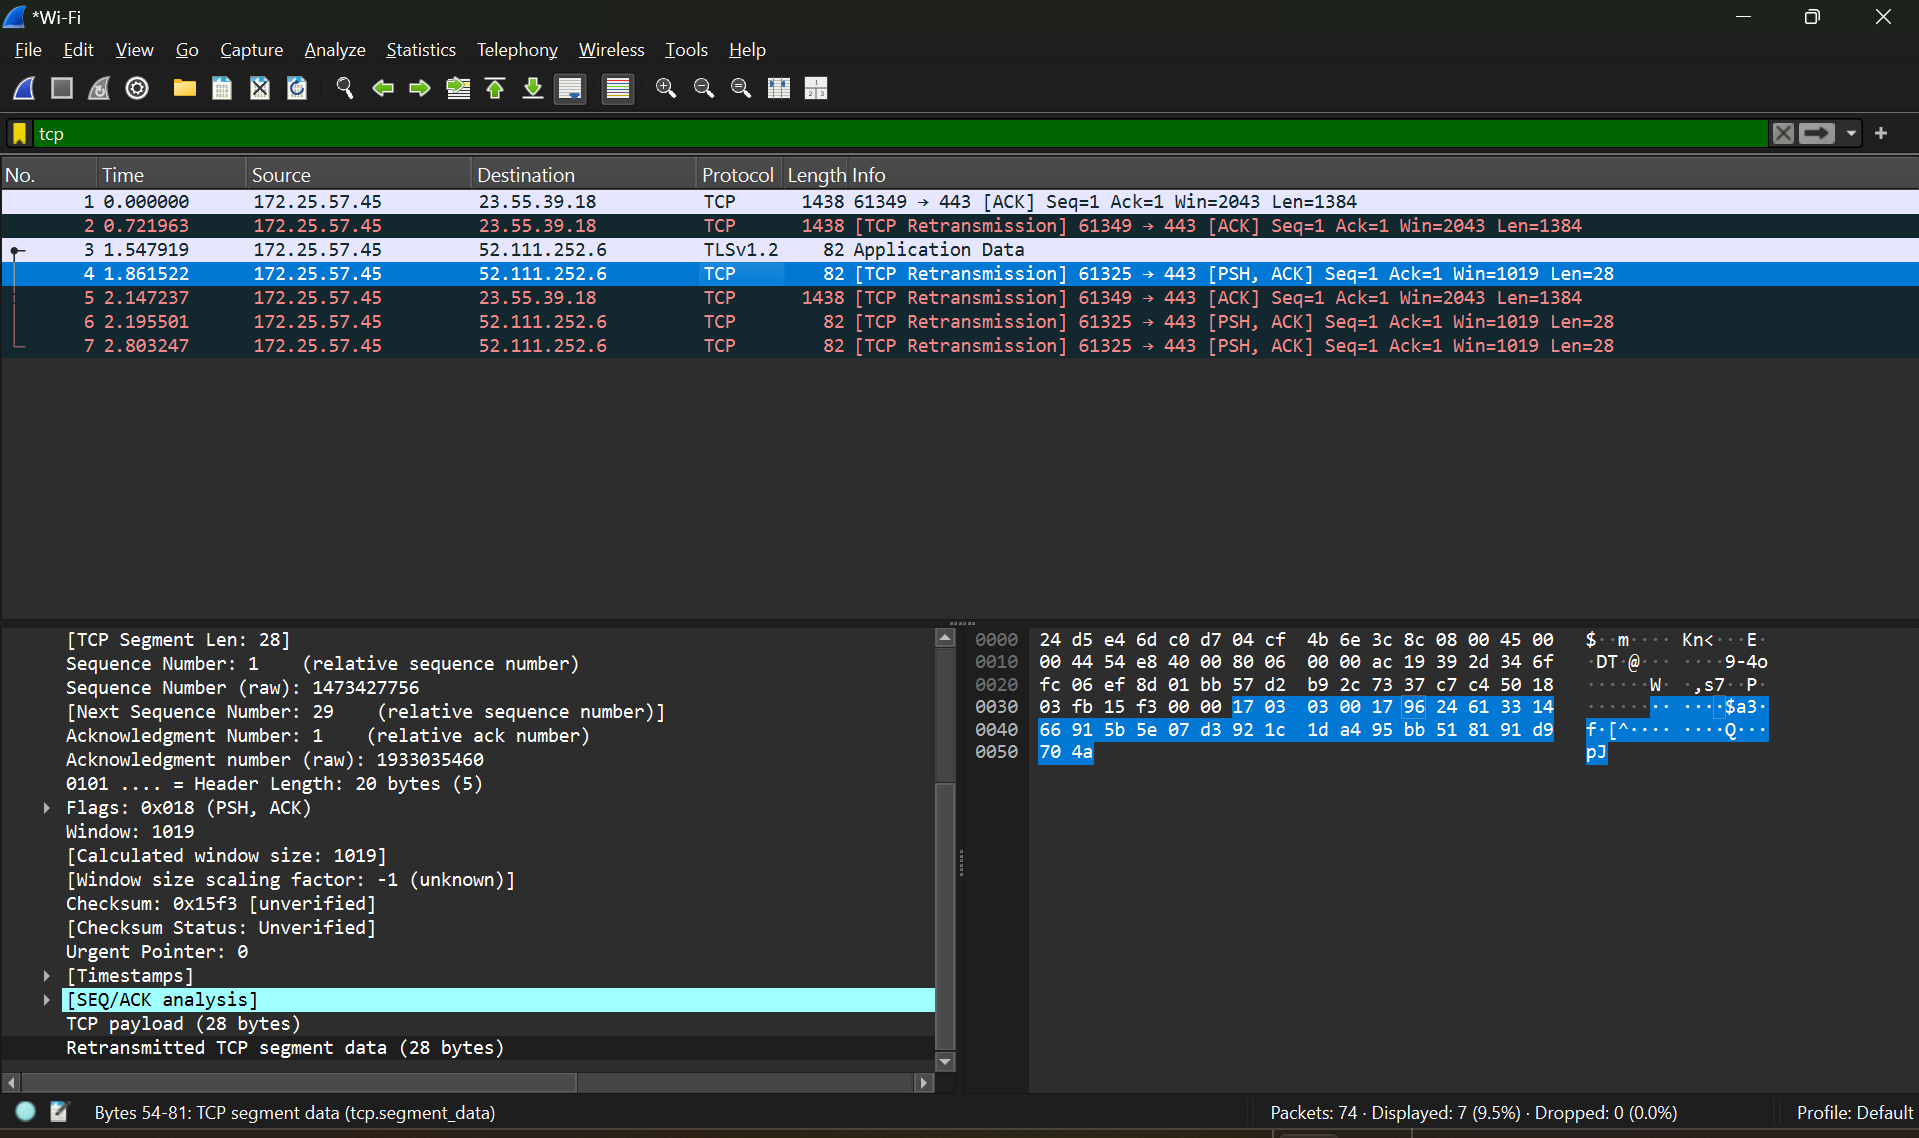 *Wi-Fi
File Edit View Go Capture Analyze Statistics Telephony Wireless Tools Help
tcp
No. Time Source Destination Protocol Length Info
1 0.000000 172.25.57.45 23.55.39.18 TCP 1438 61349 → 443 [ACK] Seq=1 Ack=1 Win=2043 Len=1384
2 0.721963 172.25.57.45 23.55.39.18 TCP 1438 [TCP Retransmission] 61349 → 443 [ACK] Seq=1 Ack=1 Win=2043 Len=1384
3 1.547919 172.25.57.45 52.111.252.6 TLSv1.2 82 Application Data
4 1.861522 172.25.57.45 52.111.252.6 TCP 82 [TCP Retransmission] 61325 → 443 [PSH, ACK] Seq=1 Ack=1 Win=1019 Len=28
5 2.147237 172.25.57.45 23.55.39.18 TCP 1438 [TCP Retransmission] 61349 → 443 [ACK] Seq=1 Ack=1 Win=2043 Len=1384
6 2.195501 172.25.57.45 52.111.252.6 TCP 82 [TCP Retransmission] 61325 → 443 [PSH, ACK] Seq=1 Ack=1 Win=1019 Len=28
7 2.803247 172.25.57.45 52.111.252.6 TCP 82 [TCP Retransmission] 61325 → 443 [PSH, ACK] Seq=1 Ack=1 Win=1019 Len=28
[TCP Segment Len: 28]
Sequence Number: 1 (relative sequence number)
Sequence Number (raw): 1473427756
[Next Sequence Number: 29 (relative sequence number)]
Acknowledgment Number: 1 (relative ack number)
Acknowledgment number (raw): 1933035460
0101 .... = Header Length: 20 bytes (5)
Flags: 0x018 (PSH, ACK)
Window: 1019
[Calculated window size: 1019]
[Window size scaling factor: -1 (unknown)]
Checksum: 0x15f3 [unverified]
[Checksum Status: Unverified]
Urgent Pointer: 0
[Timestamps]
[SEQ/ACK analysis]
TCP payload (28 bytes)
Retransmitted TCP segment data (28 bytes)
0000 24 d5 e4 6d c0 d7 04 cf 4b 6e 3c 8c 08 00 45 00 $··m···· Kn<···E·
0010 00 44 54 e8 40 00 80 06 00 00 ac 19 39 2d 34 6f ·DT·@··· ····9-4o
0020 fc 06 ef 8d 01 bb 57 d2 b9 2c 73 37 c7 c4 50 18 ······W· ·,s7··P·
0030 03 fb 15 f3 00 00 17 03 03 00 17 96 24 61 33 14 ········ ····$a3·
0040 66 91 5b 5e 07 d3 92 1c 1d a4 95 bb 51 81 91 d9 f·[^···· ····Q···
0050 70 4a pJ
Bytes 54-81: TCP segment data (tcp.segment_data)
Packets: 74 · Displayed: 7 (9.5%) · Dropped: 0 (0.0%)
Profile: Default